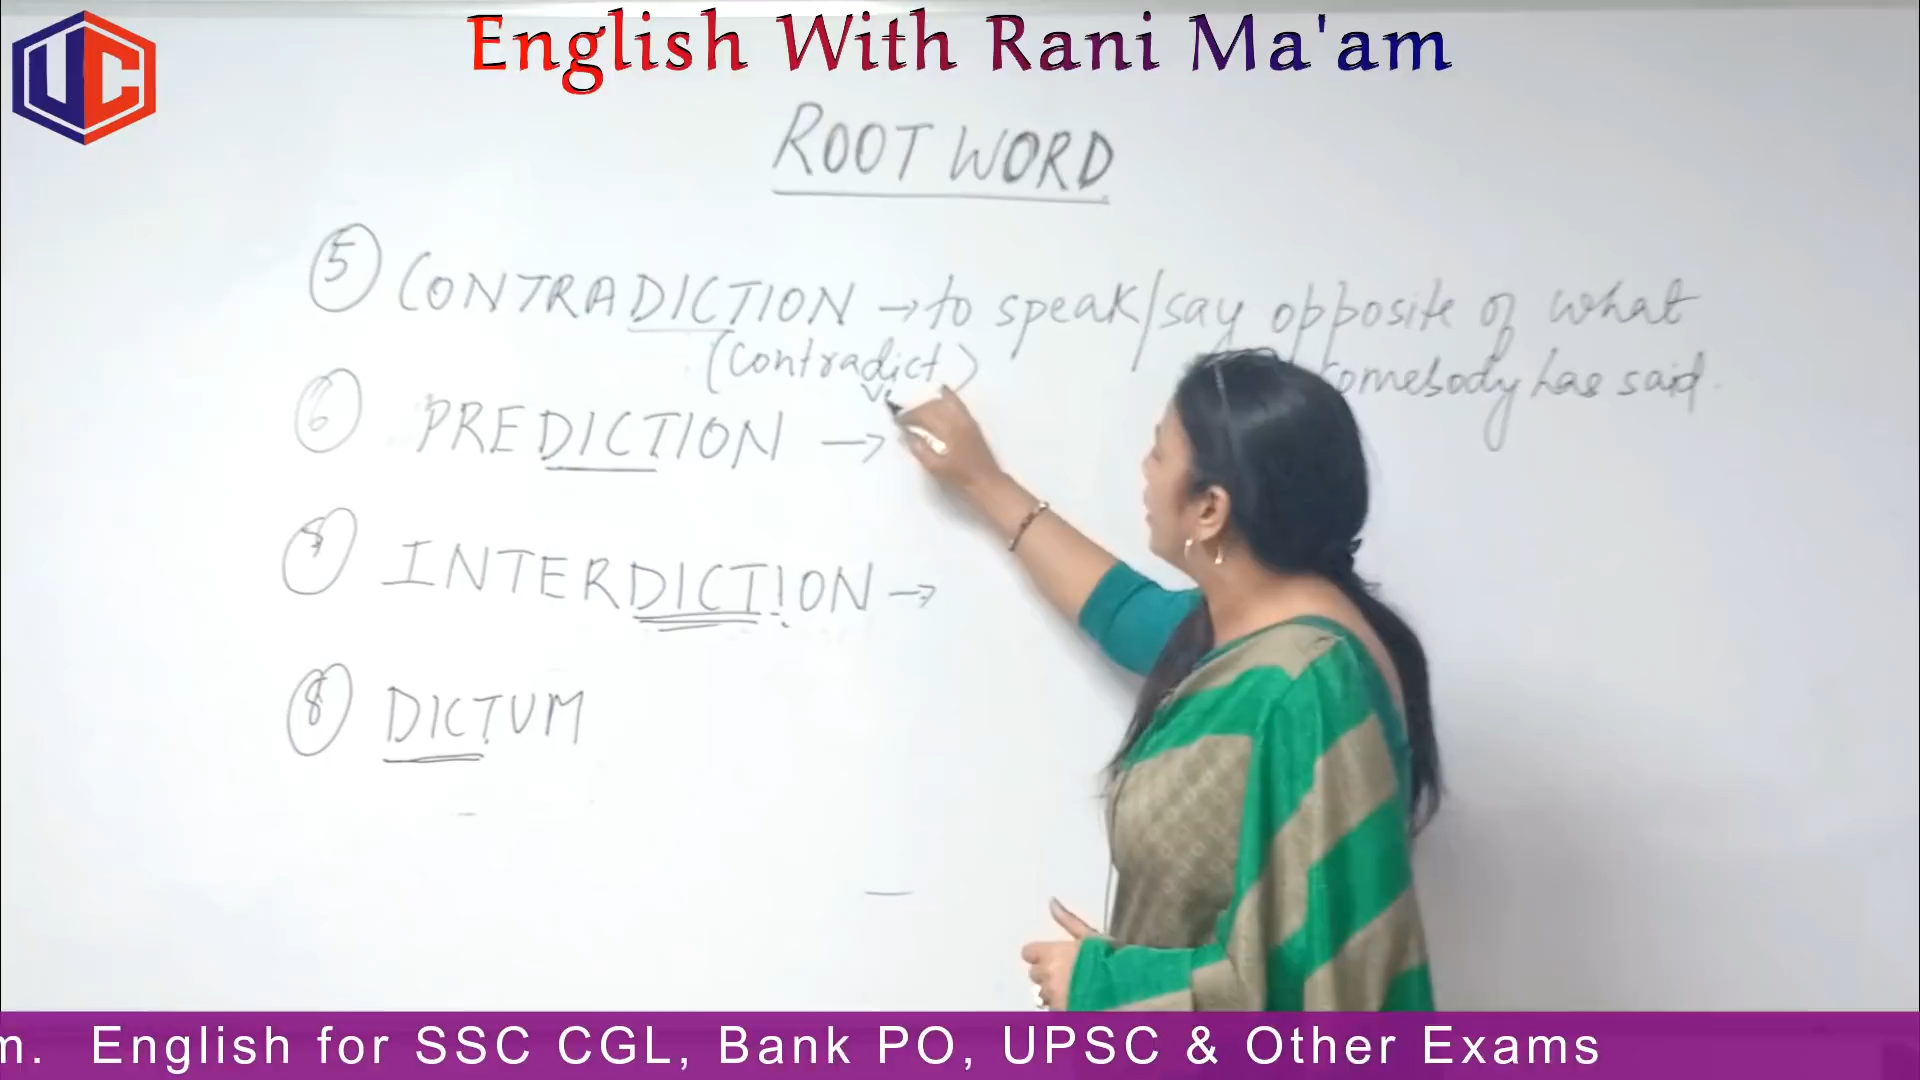 UC
English With Rani Ma'am
ROOT WORD
5 CONTRADICTION → to speak/say opposite of what
somebody has said.
(Contradict)
6 PREDICTION →
INTERDICTION →
8 DICTUM
m. English for SSC CGL, Bank PO, UPSC & Other Exams